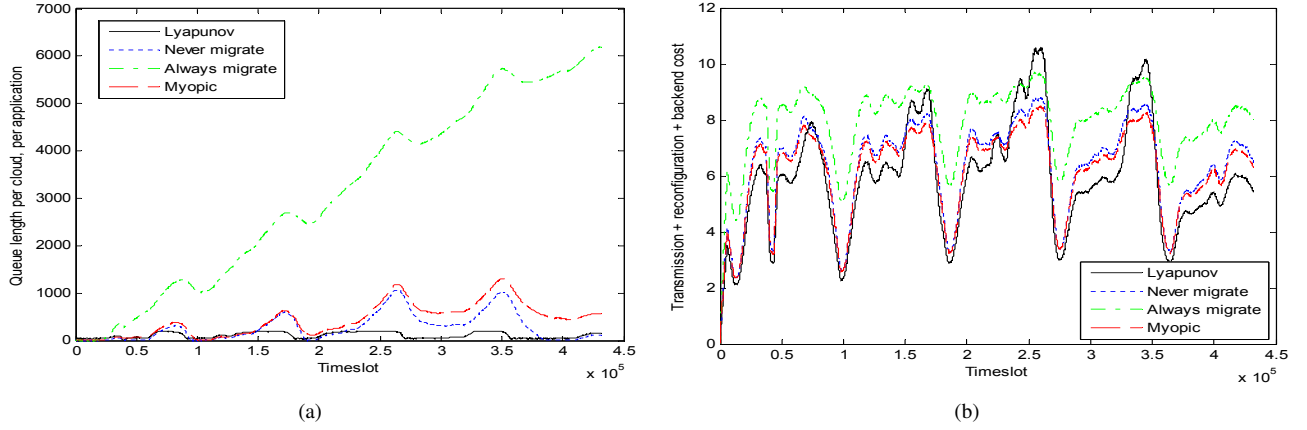 7000
6000
5000
4000
3000
2000
1000
0
Queue length per cloud, per application
Lyapunov
Never migrate
Always migrate
Myopic
0 0.5 1 1.5 2 2.5 3 3.5 4 4.5
Timeslot
x 10^5
(a)
12
10
8
6
4
2
0
Transmission + reconfiguration + backend cost
Lyapunov
Never migrate
Always migrate
Myopic
0 0.5 1 1.5 2 2.5 3 3.5 4 4.5
Timeslot
x 10^5
(b)